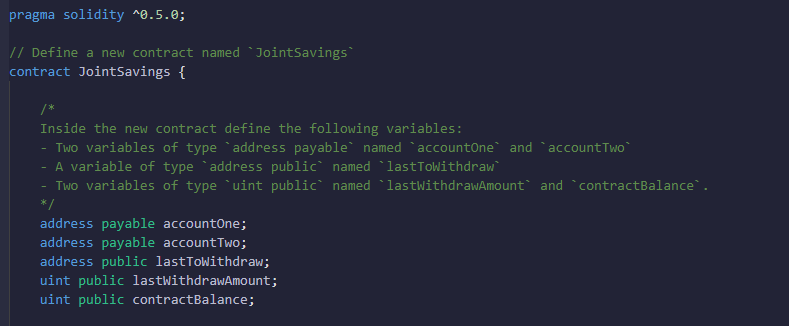 pragma solidity ^0.5.0;
// Define a new contract named `JointSavings`
contract JointSavings {
/*
Inside the new contract define the following variables:
- Two variables of type `address payable` named `accountOne` and `accountTwo`
- A variable of type `address public` named `lastToWithdraw`
- Two variables of type `uint public` named `lastWithdrawAmount` and `contractBalance`.
*/
address payable accountOne;
address payable accountTwo;
address public lastToWithdraw;
uint public lastWithdrawAmount;
uint public contractBalance;